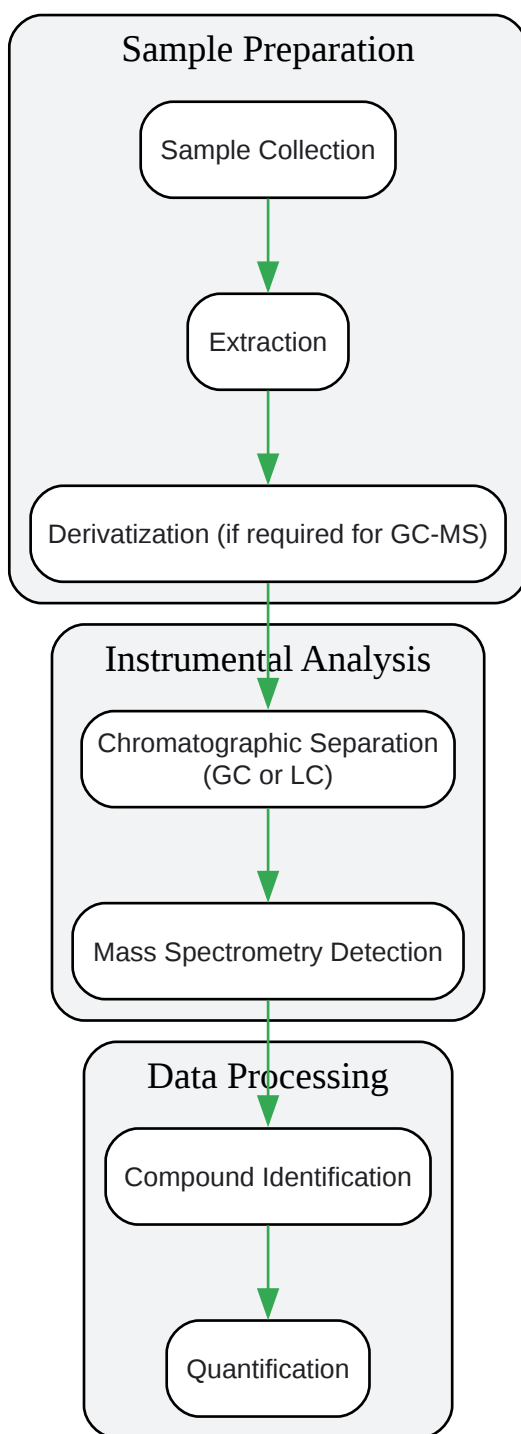 Sample Preparation
Sample Collection
Extraction
Derivatization (if required for GC-MS)
Instrumental Analysis
Chromatographic Separation
(GC or LC)
Mass Spectrometry Detection
Data Processing
Compound Identification
Quantification